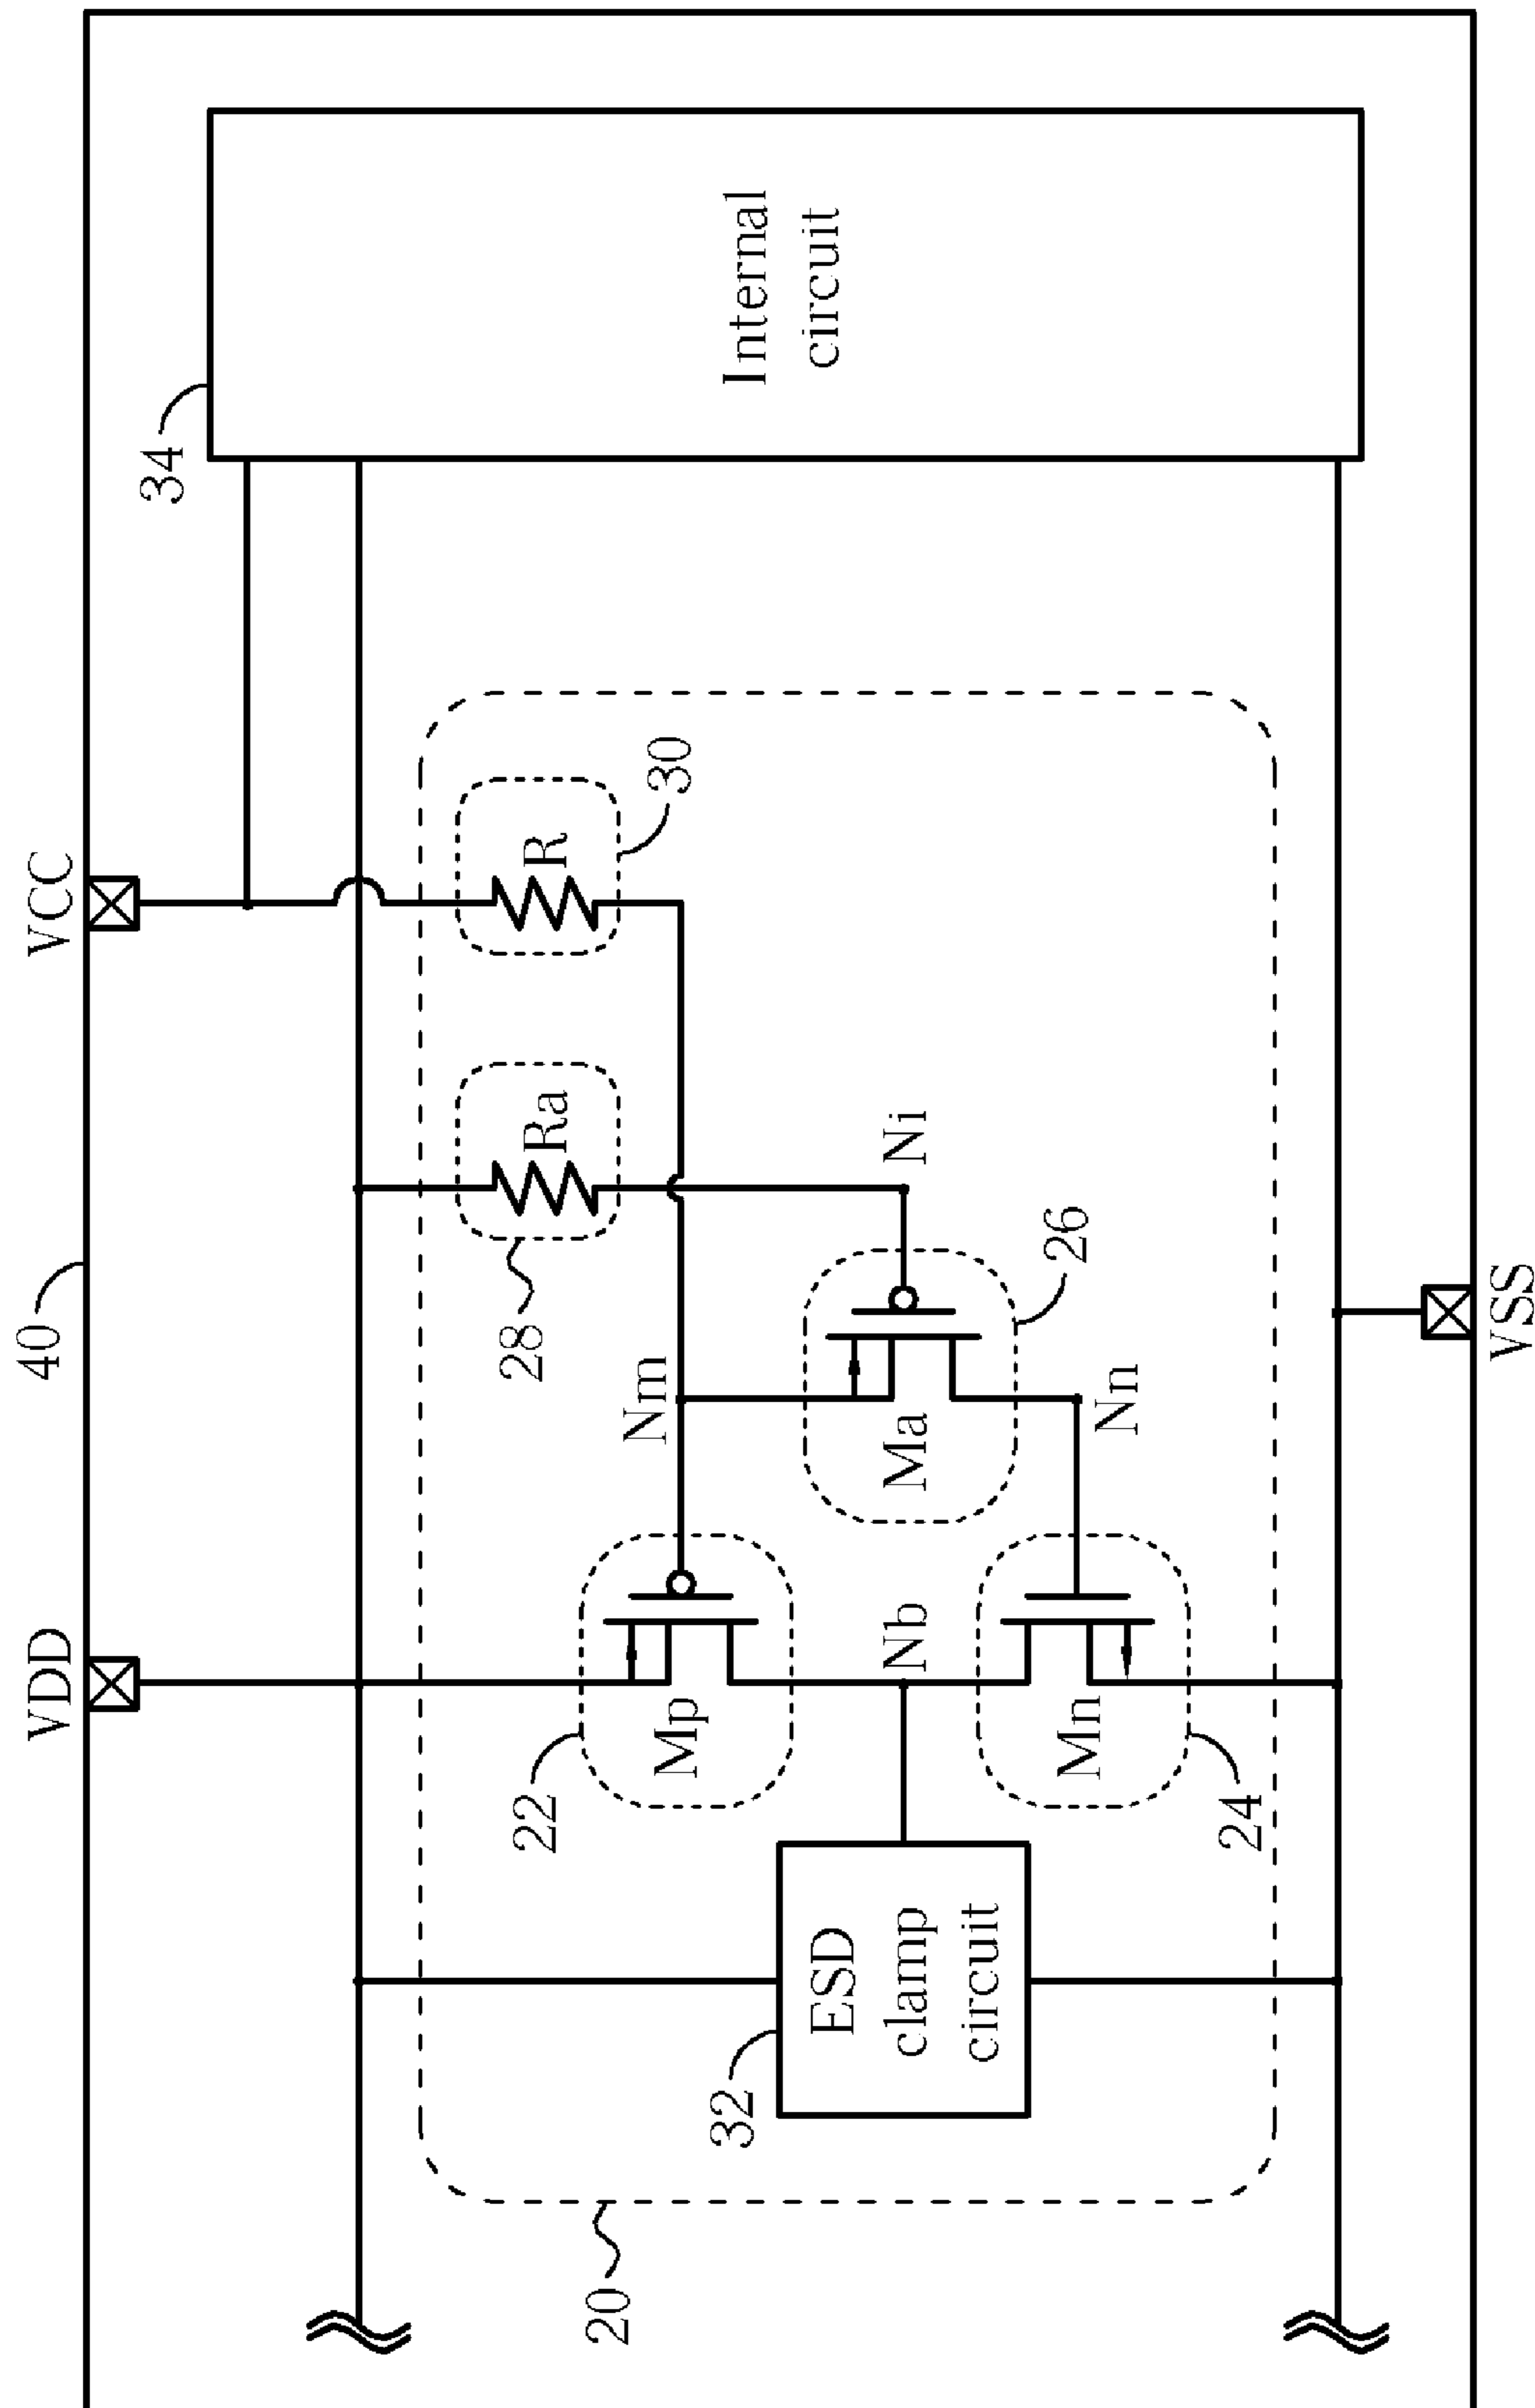 40
VDD
VCC
34
20
22
Mp
Nm
28
Ra
R
30
32
ESD
clamp
circuit
Nb
Ma
26
Ni
Internal
circuit
24
Mn
Nn
VSS